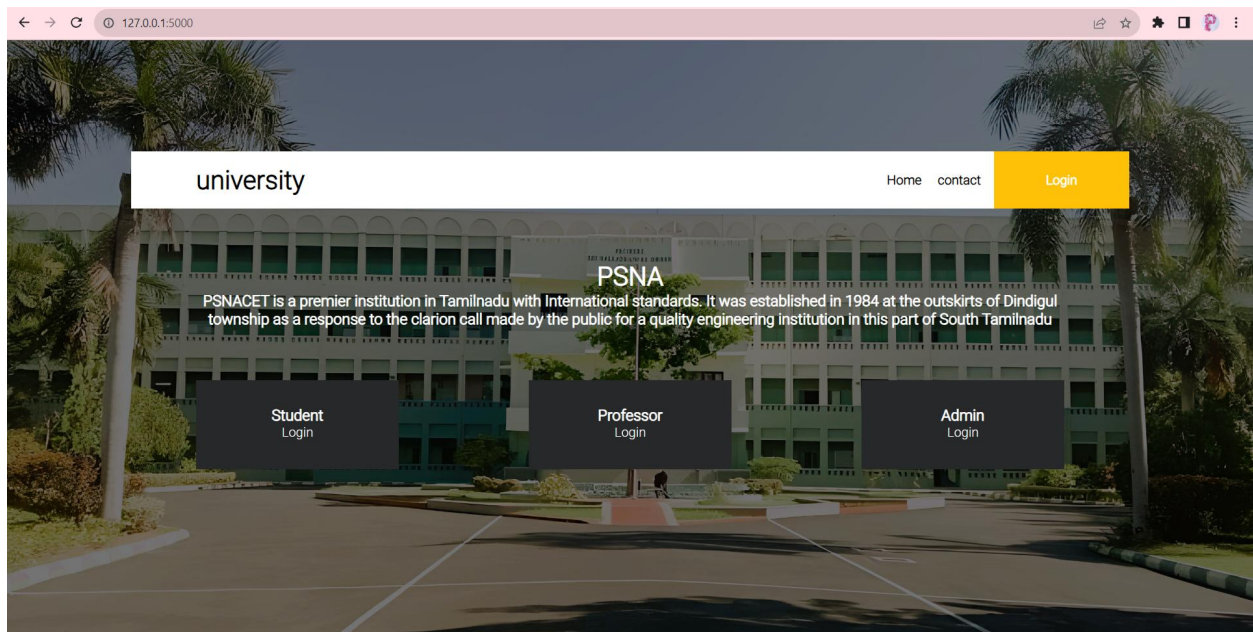 127.0.0.1:5000
university
Home contact Login
PSNA
PSNACET is a premier institution in Tamilnadu with International standards. It was established in 1984 at the outskirts of Dindigul
township as a response to the clarion call made by the public for a quality engineering institution in this part of South Tamilnadu
Student
Login
Professor
Login
Admin
Login